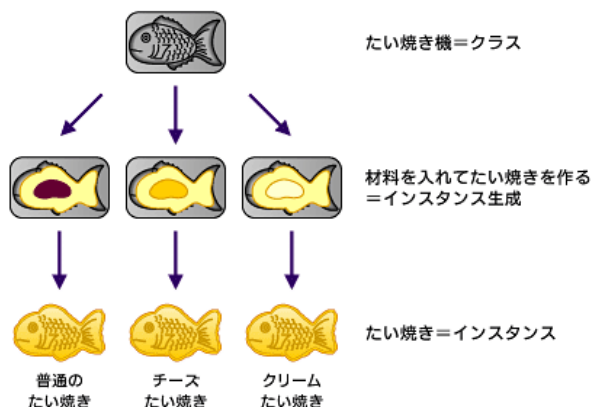 たい焼き機＝クラス
材料を入れてたい焼きを作る
＝インスタンス生成
たい焼き＝インスタンス
普通の
たい焼き
チーズ
たい焼き
クリーム
たい焼き